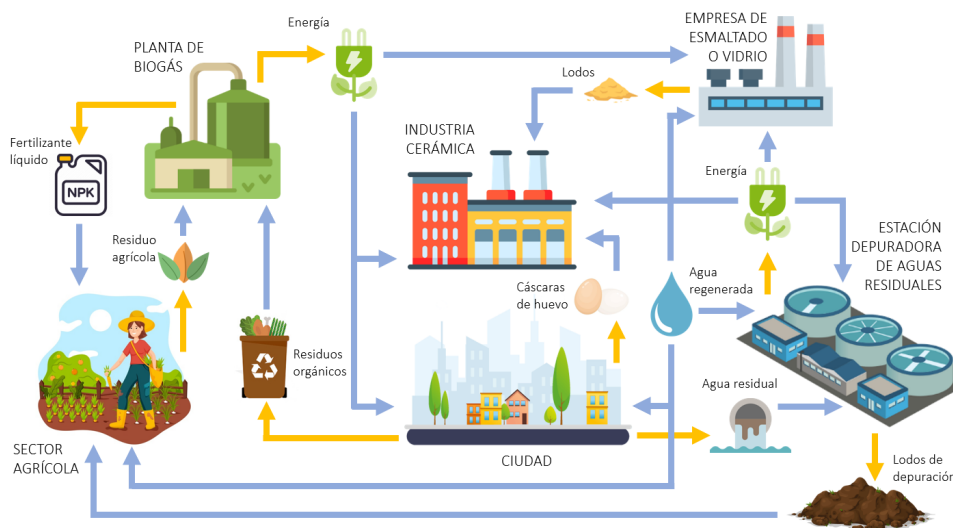 Energía
EMPRESA DE
ESMALTADO
O VIDRIO
PLANTA DE
BIOGÁS
Lodos
Fertilizante
líquido
NPK
INDUSTRIA
CERÁMICA
Energía
Residuo
agrícola
ESTACIÓN
DEPURADORA
DE AGUAS
RESIDUALES
Cáscaras
de huevo
Agua
regenerada
Residuos
orgánicos
Agua residual
SECTOR
AGRÍCOLA
CIUDAD
Lodos de
depuración